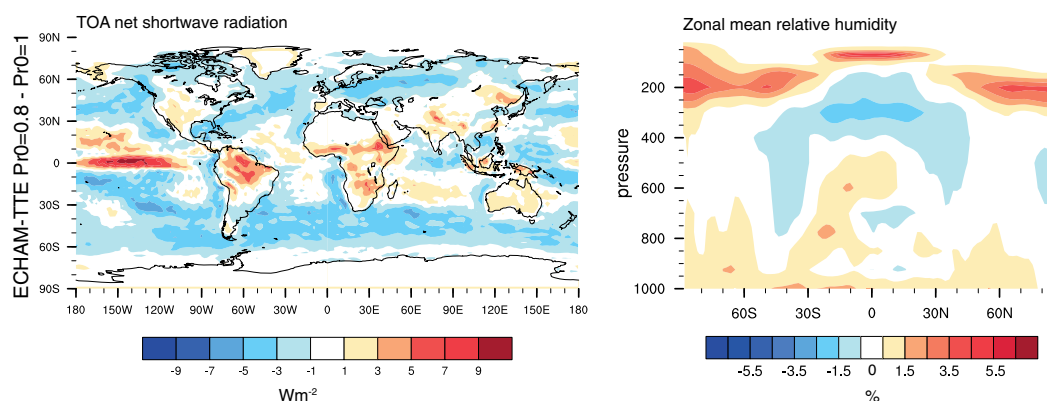 TOA net shortwave radiation
ECHAM-TTE Pr0=0.8 - Pr0=1
90N
60N
30N
0
30S
60S
90S
180 150W 120W 90W 60W 30W 0 30E 60E 90E 120E 150E 180
-9 -7 -5 -3 -1 1 3 5 7 9
Wm-2
Zonal mean relative humidity
pressure
200
400
600
800
1000
60S 30S 0 30N 60N
-5.5 -3.5 -1.5 0 1.5 3.5 5.5
%